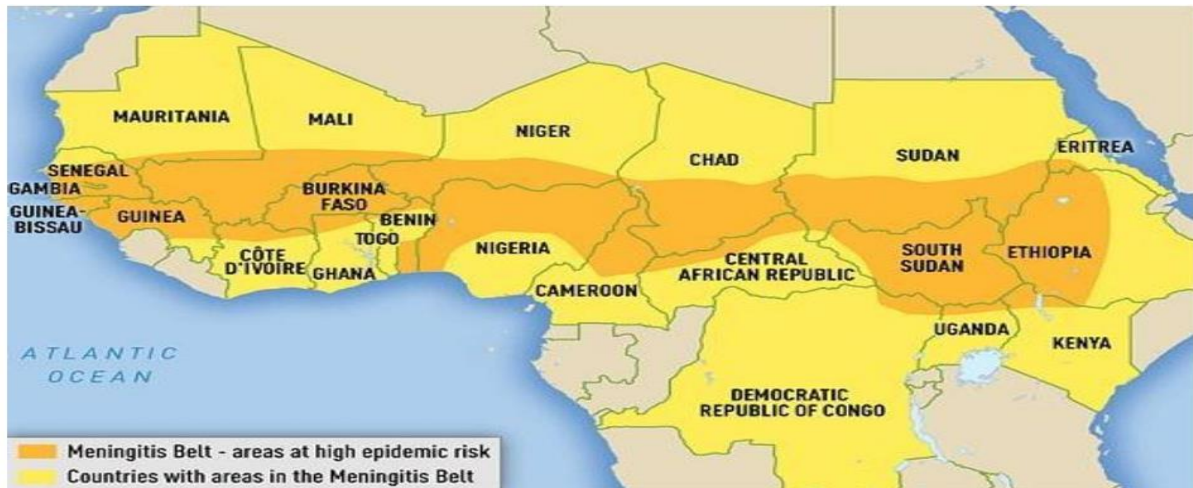 MAURITANIA
MALI
NIGER
CHAD
SUDAN
ERITREA
SENEGAL
GAMBIA
GUINEA-
BISSAU
GUINEA
BURKINA
FASO
BENIN
TOGO
CÔTE
D'IVOIRE
GHANA
NIGERIA
CAMEROON
CENTRAL
AFRICAN REPUBLIC
SOUTH
SUDAN
ETHIOPIA
UGANDA
KENYA
DEMOCRATIC
REPUBLIC OF CONGO
ATLANTIC
OCEAN
Meningitis Belt - areas at high epidemic risk
Countries with areas in the Meningitis Belt